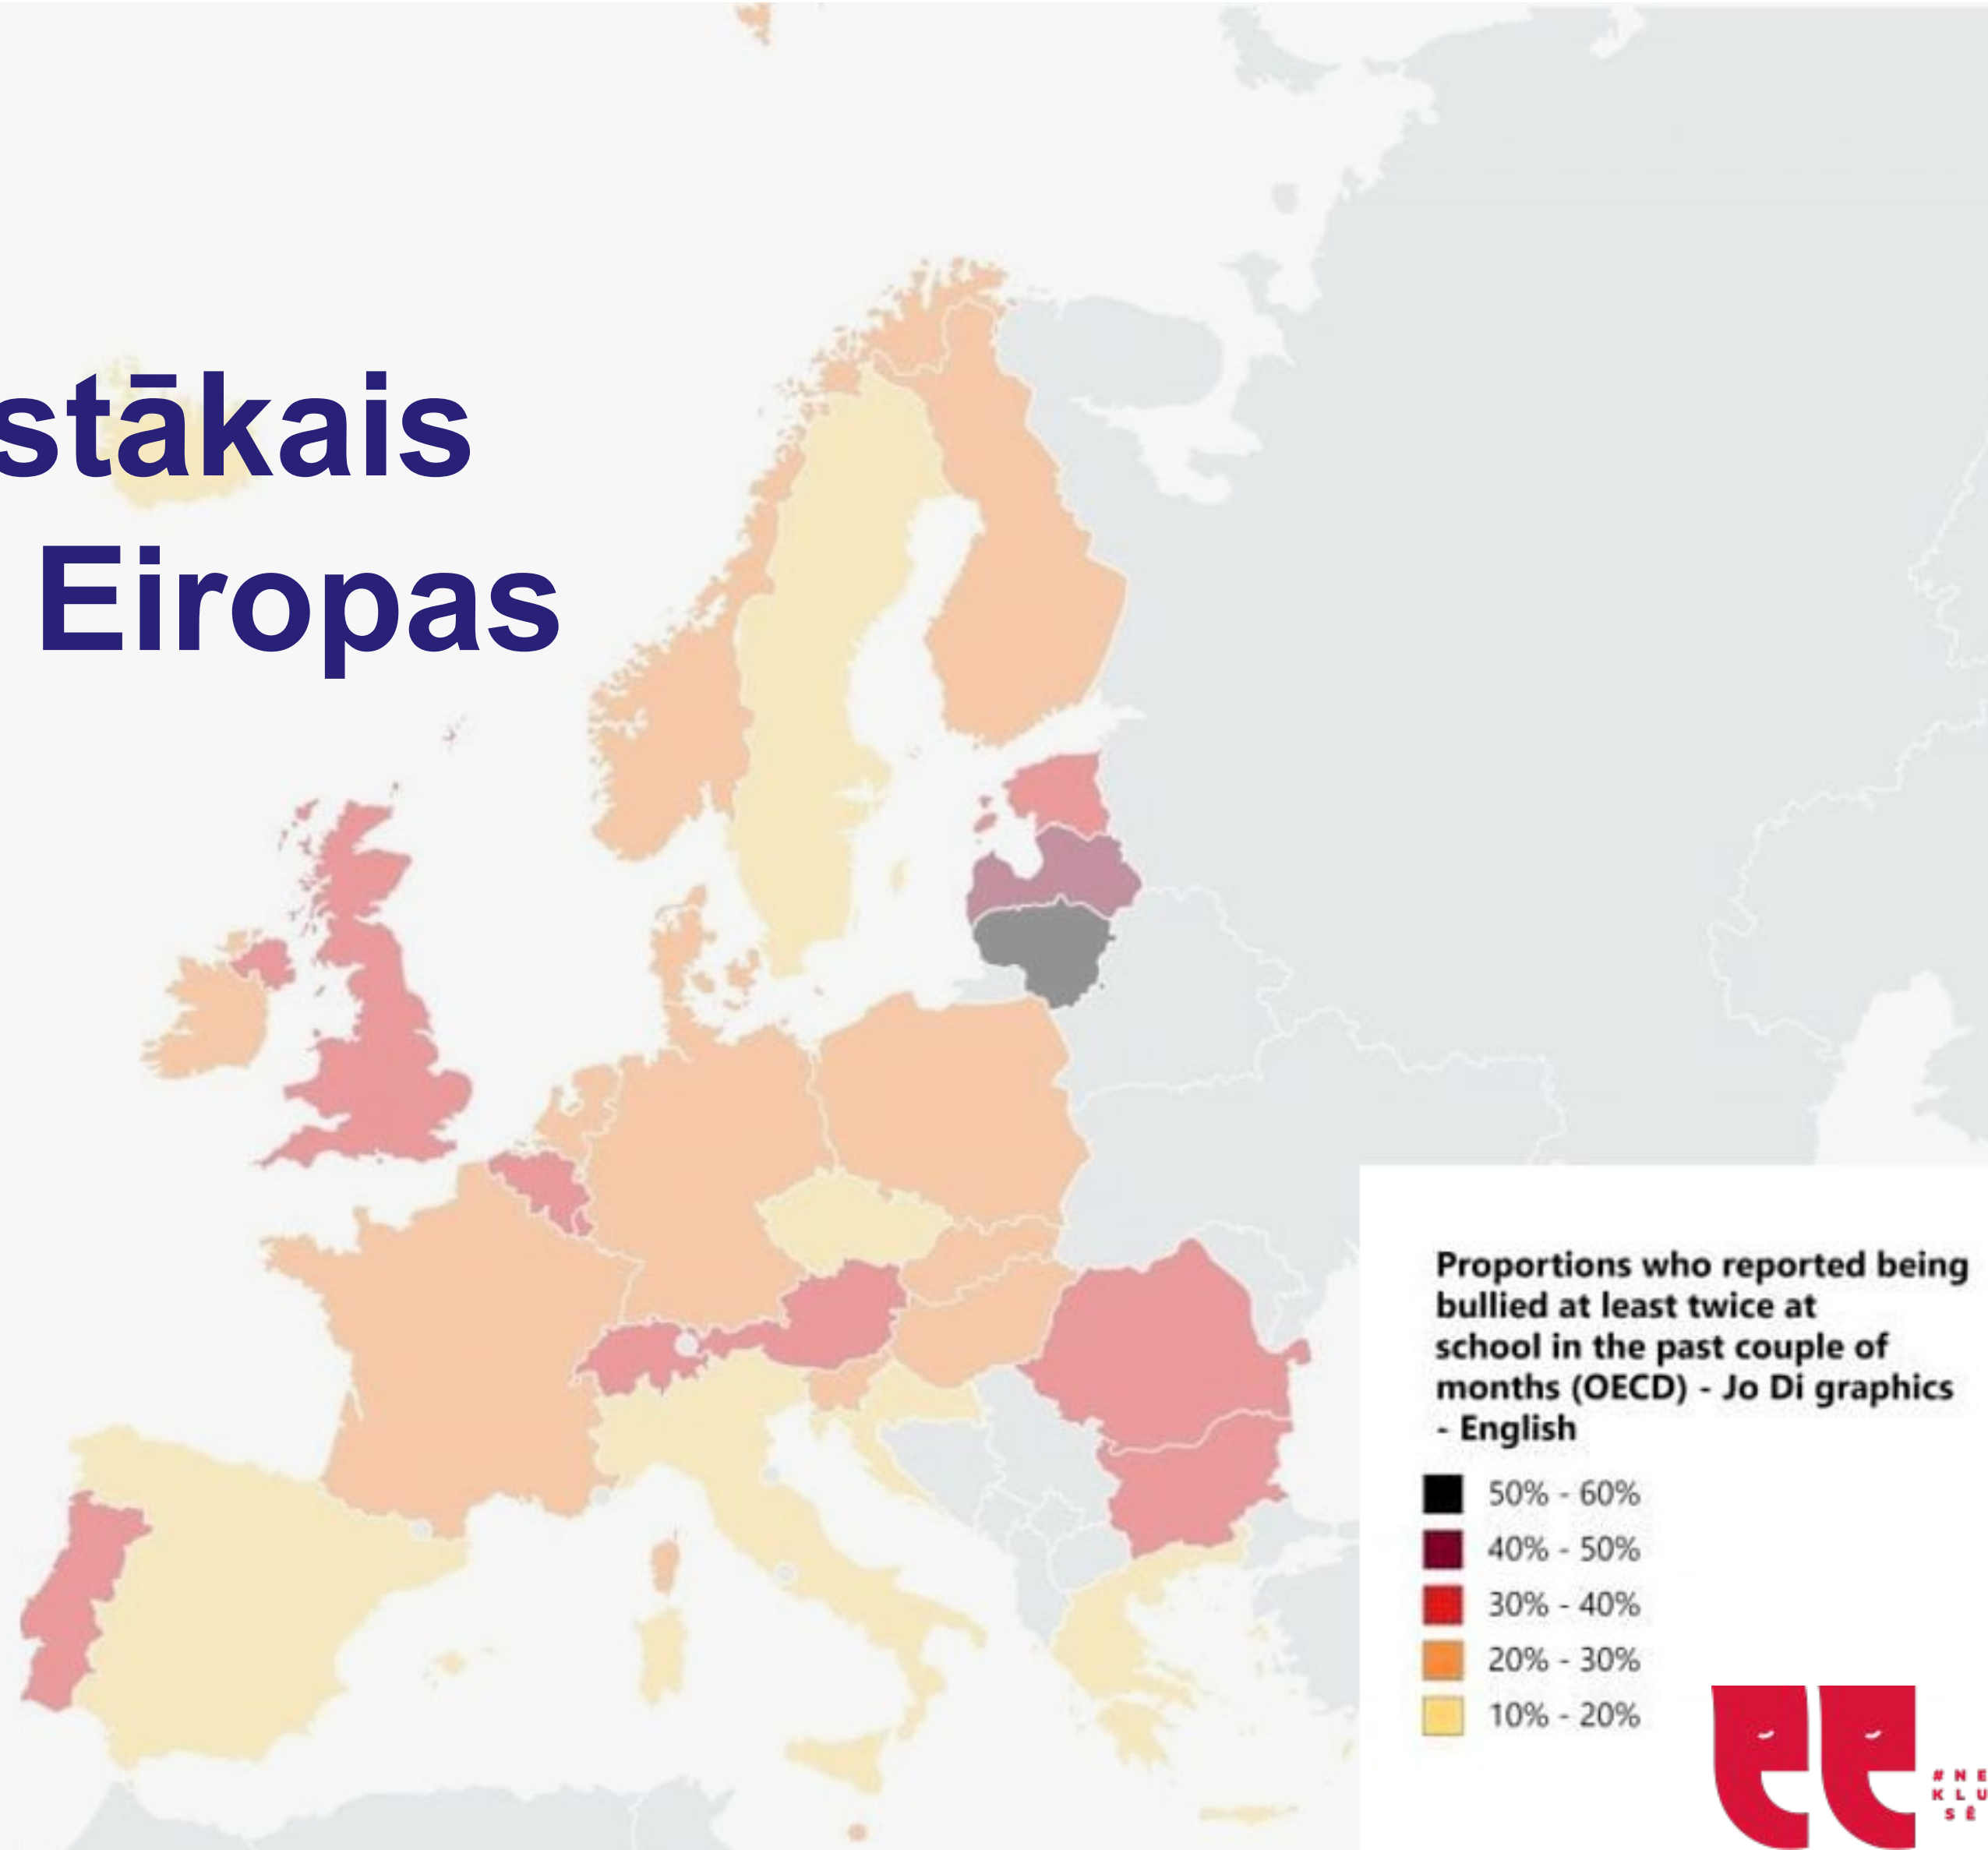 stākais
Eiropas
Proportions who reported being
bullied at least twice at
school in the past couple of
months (OECD) - Jo Di graphics
- English
50% - 60%
40% - 50%
30% - 40%
20% - 30%
10% - 20%
# N E
K L U
S Ē